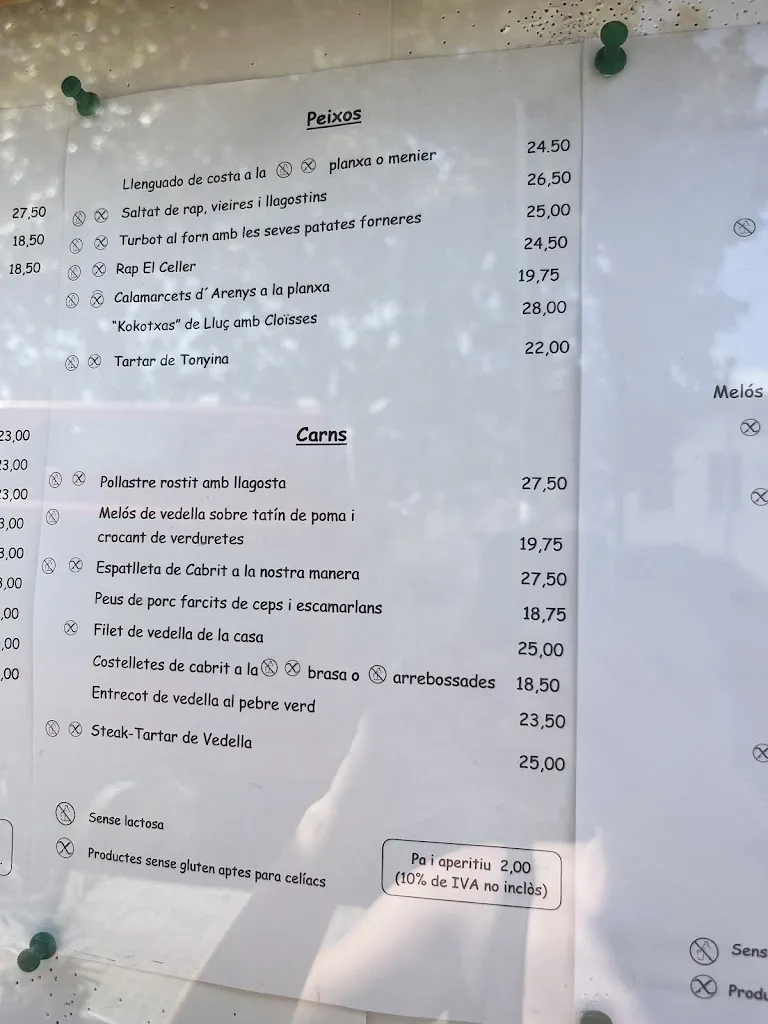 Peixos
Llenguado de costa a la planxa o menier 24.50
Saltat de rap, vieires i llagostins 26,50
Turbot al forn amb les seves patates forneres 25,00
Rap El Celler 24,50
Calamarcets d´Arenys a la planxa 19,75
"Kokotxas" de Lluç amb Cloïsses 28,00
Tartar de Tonyina 22,00
Carns
Pollastre rostit amb llagosta 27,50
Melós de vedella sobre tatín de poma i
crocant de verduretes 19,75
Espatlleta de Cabrit a la nostra manera 27,50
Peus de porc farcits de ceps i escamarlans 18,75
Filet de vedella de la casa 25,00
Costelletes de cabrit a la brasa o arrebossades 18,50
Entrecot de vedella al pebre verd 23,50
Steak-Tartar de Vedella 25,00
Sense lactosa
Productes sense gluten aptes para celíacs
Pa i aperitiu 2,00
(10% de IVA no inclòs)
27,50
18,50
18,50
23,00
Melós